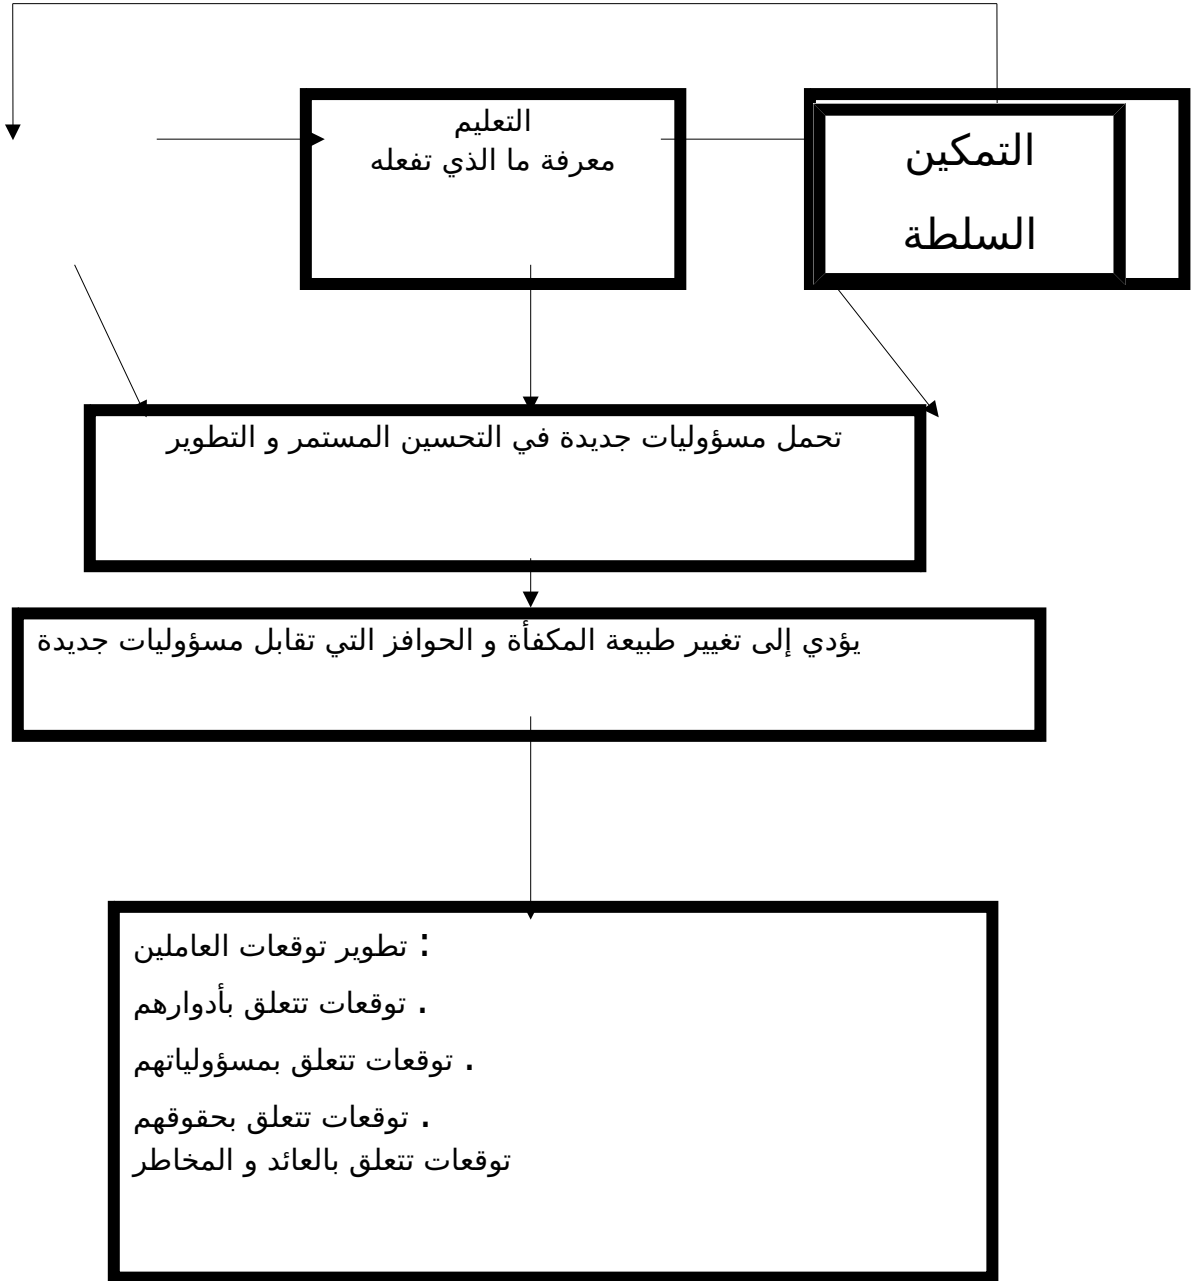 التمكين
السلطة
التعليم
معرفة ما الذي تفعله
تحمل مسؤوليات جديدة في التحسين المستمر و التطوير
يؤدي إلى تغيير طبيعة المكفأة و الحوافز التي تقابل مسؤوليات جديدة
تطوير توقعات العاملين :
توقعات تتعلق بأدوارهم .
توقعات تتعلق بمسؤولياتهم .
توقعات تتعلق بحقوقهم .
توقعات تتعلق بالعائد و المخاطر